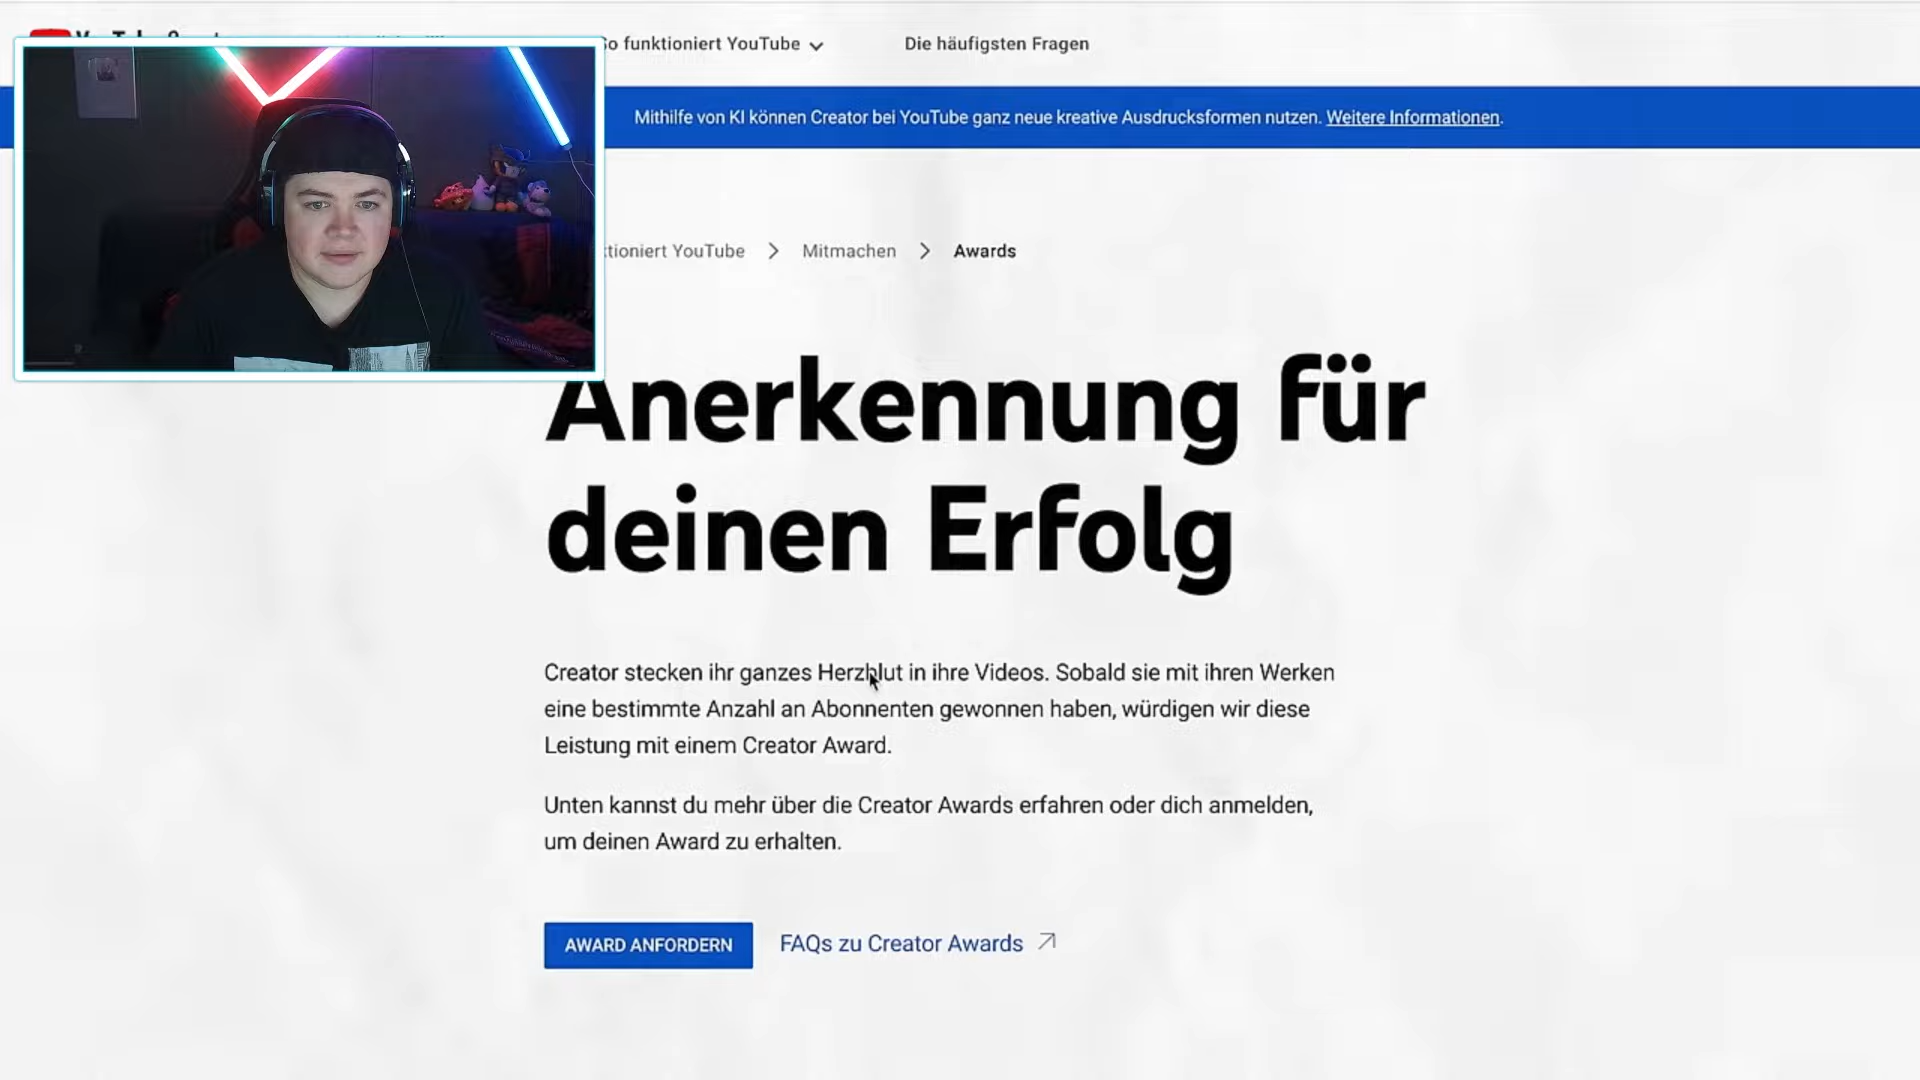 So funktioniert YouTube
Die häufigsten Fragen
Mithilfe von KI können Creator bei YouTube ganz neue kreative Ausdrucksformen nutzen. Weitere Informationen.
YouTube
Mitmachen
Awards
Anerkennung für
deinen Erfolg
Creator stecken ihr ganzes Herzblut in ihre Videos. Sobald sie mit ihren Werken
eine bestimmte Anzahl an Abonnenten gewonnen haben, würdigen wir diese
Leistung mit einem Creator Award.
Unten kannst du mehr über die Creator Awards erfahren oder dich anmelden,
um deinen Award zu erhalten.
AWARD ANFORDERN
FAQs zu Creator Awards